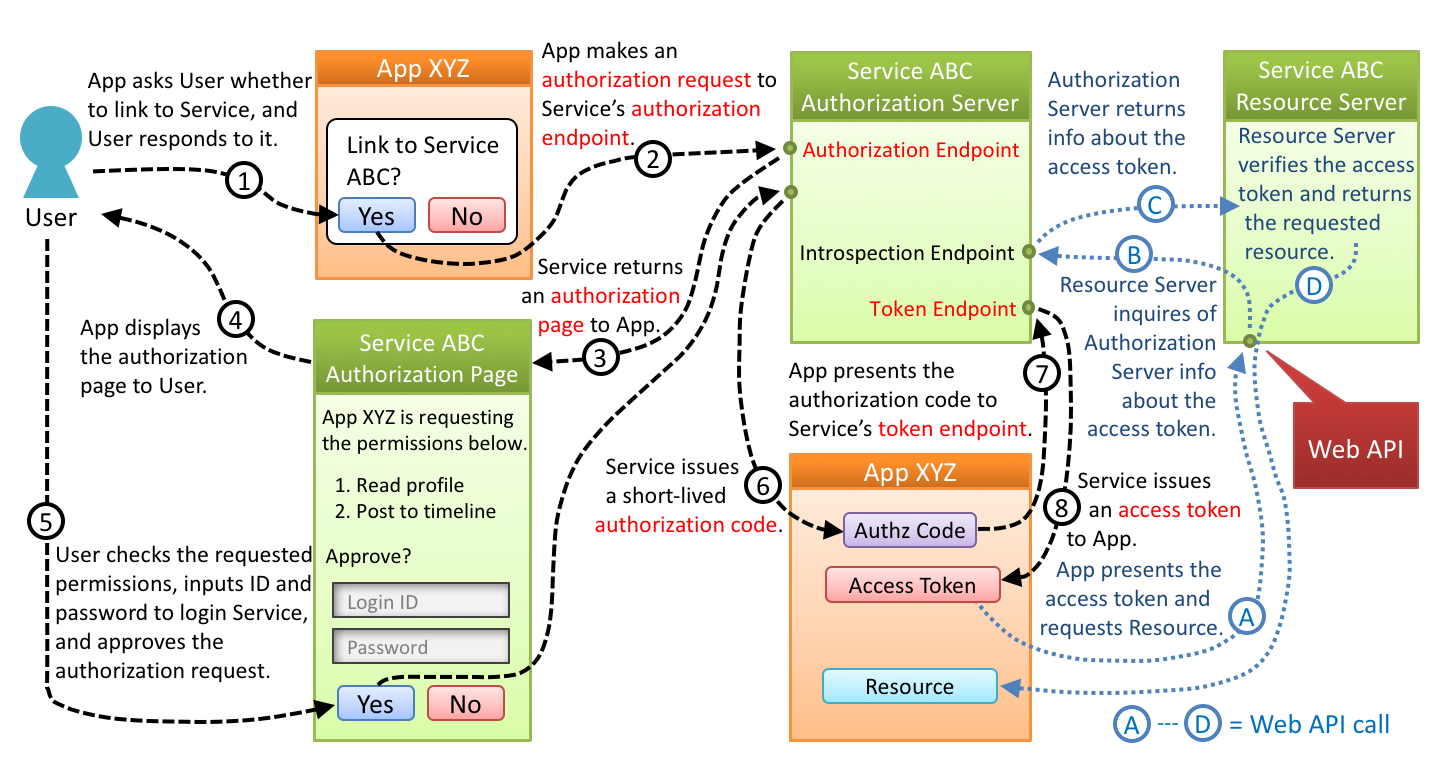 App asks User whether
to link to Service, and
User responds to it.
1
User
App XYZ
Link to Service
ABC?
Yes
No
App makes an
authorization request to
Service's authorization
endpoint.
2
Service ABC
Authorization Server
Authorization Endpoint
Introspection Endpoint
Token Endpoint
Service returns
an authorization
page to App.
3
App displays
the authorization
page to User.
4
Service ABC
Authorization Page
App XYZ is requesting
the permissions below.
1. Read profile
2. Post to timeline
Approve?
Login ID
Password
Yes
No
5
User checks the requested
permissions, inputs ID and
password to login Service,
and approves the
authorization request.
Service issues
a short-lived
authorization code.
6
App presents the
authorization code to
Service's token endpoint.
7
App XYZ
Authz Code
Access Token
Resource
8
Service issues
an access token
to App.
App presents the
access token and
requests Resource.
A
Resource Server
inquires of
Authorization
Server info
about the
access token.
B
Authorization
Server returns
info about the
access token.
C
Service ABC
Resource Server
Resource Server
verifies the access
token and returns
the requested
resource.
D
Web API
A --- D = Web API call